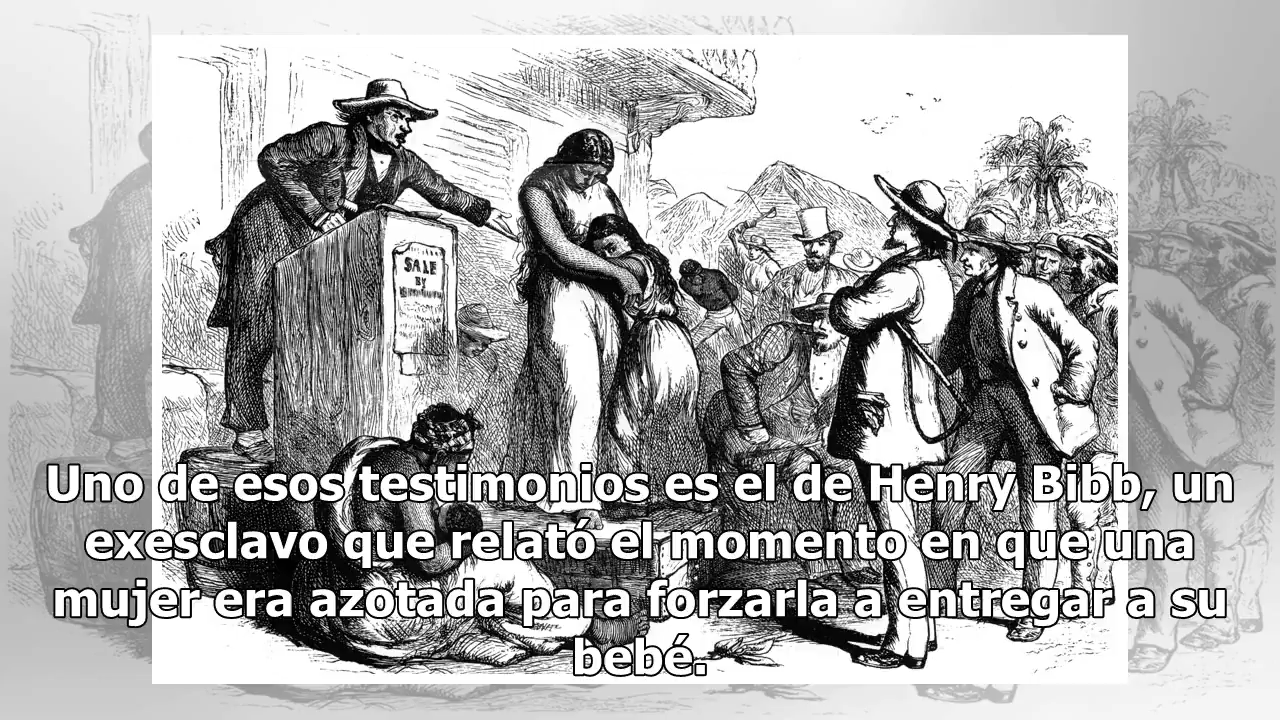 SALE
BY
Uno de esos testimonios es el de Henry Bibb, un
exesclavo que relató el momento en que una
mujer era azotada para forzarla a entregar a su
bebé.